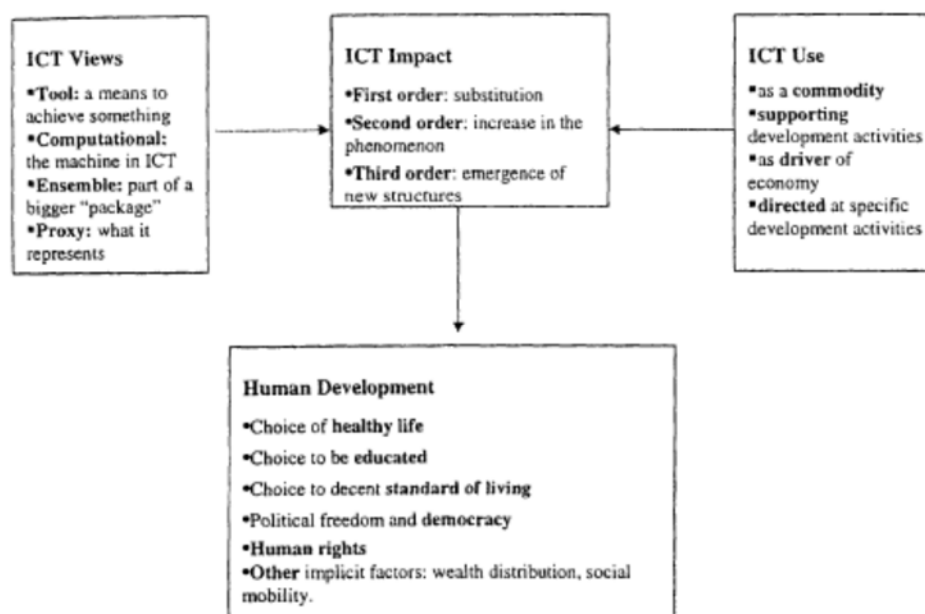 ICT Views
▪Tool: a means to
achieve something
▪Computational:
the machine in ICT
▪Ensemble: part of a
bigger “package”
▪Proxy: what it
represents
ICT Impact
▪First order: substitution
▪Second order: increase in the
phenomenon
▪Third order: emergence of
new structures
ICT Use
▪as a commodity
▪supporting
development activities
▪as driver of
economy
▪directed at specific
development activities
Human Development
▪Choice of healthy life
▪Choice to be educated
▪Choice to decent standard of living
▪Political freedom and democracy
▪Human rights
▪Other implicit factors: wealth distribution, social
mobility.